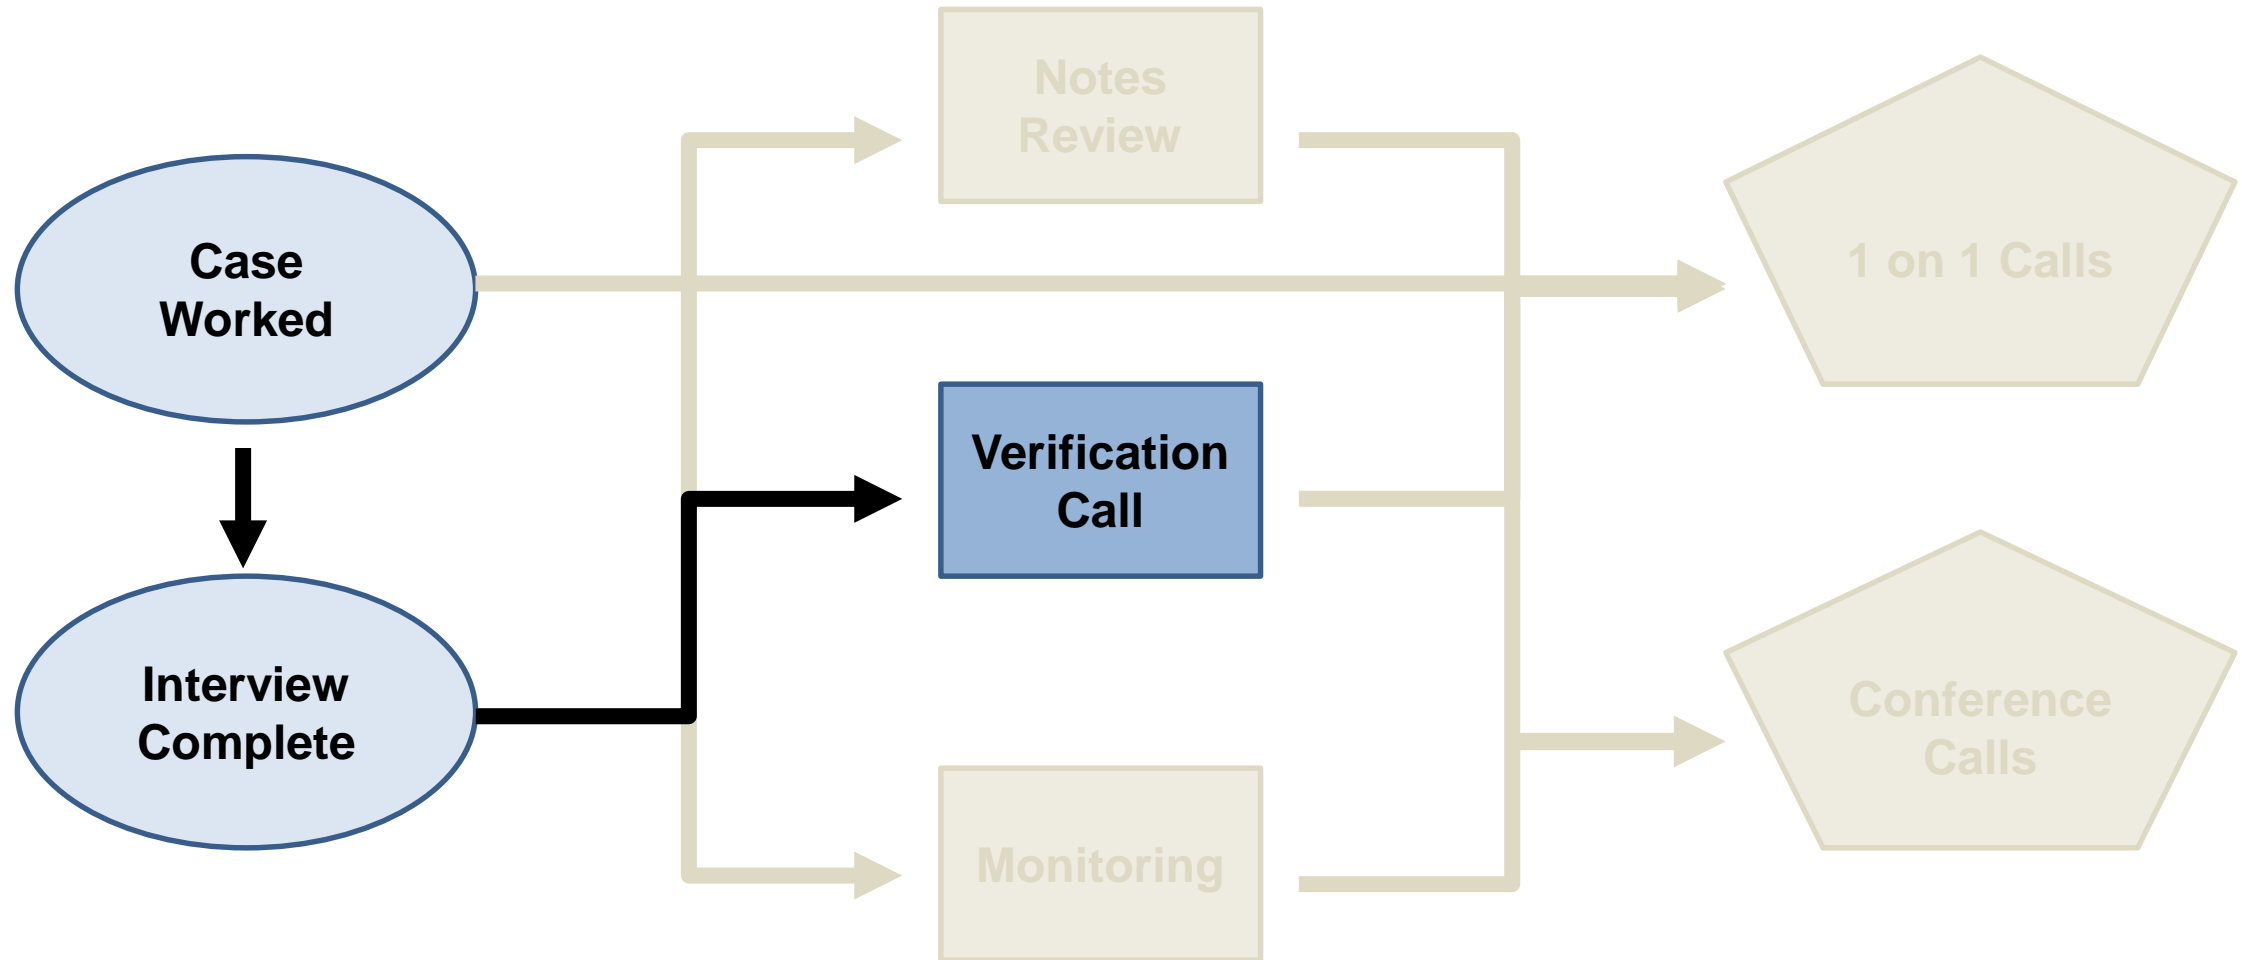 Notes
Review
Case
Worked
1 on 1 Calls
Verification
Call
Interview
Complete
Conference
Calls
Monitoring